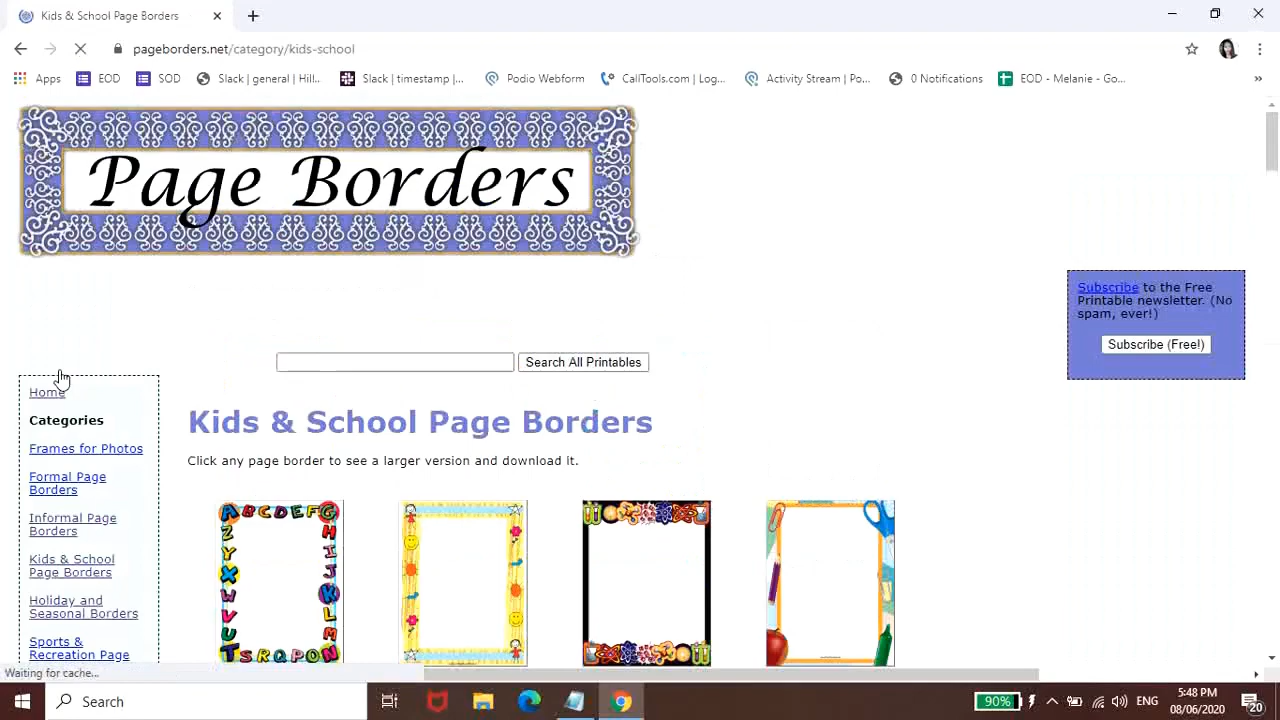 Kids & School Page Borders
pageborders.net/category/kids-school
Apps
EOD
SOD
Slack | general | Hill...
Slack | timestamp |...
Podio Webform
CallTools.com | Log...
Activity Stream | Po...
0 Notifications
EOD - Melanie - Go...
»
Page Borders
Subscribe to the Free
Printable newsletter. (No
spam, ever!)
Subscribe (Free!)
Search All Printables
Home
Categories
Frames for Photos
Formal Page
Borders
Informal Page
Borders
Kids & School
Page Borders
Holiday and
Seasonal Borders
Sports &
Recreation Page
Kids & School Page Borders
Click any page border to see a larger version and download it.
A B C D E F G
H
I
J
K
L
M
N
O
P
Q
R
S
T
U
V
W
X
Y
Z
Waiting for cache...
Search
90%
ENG
5:48 PM
08/06/2020
20